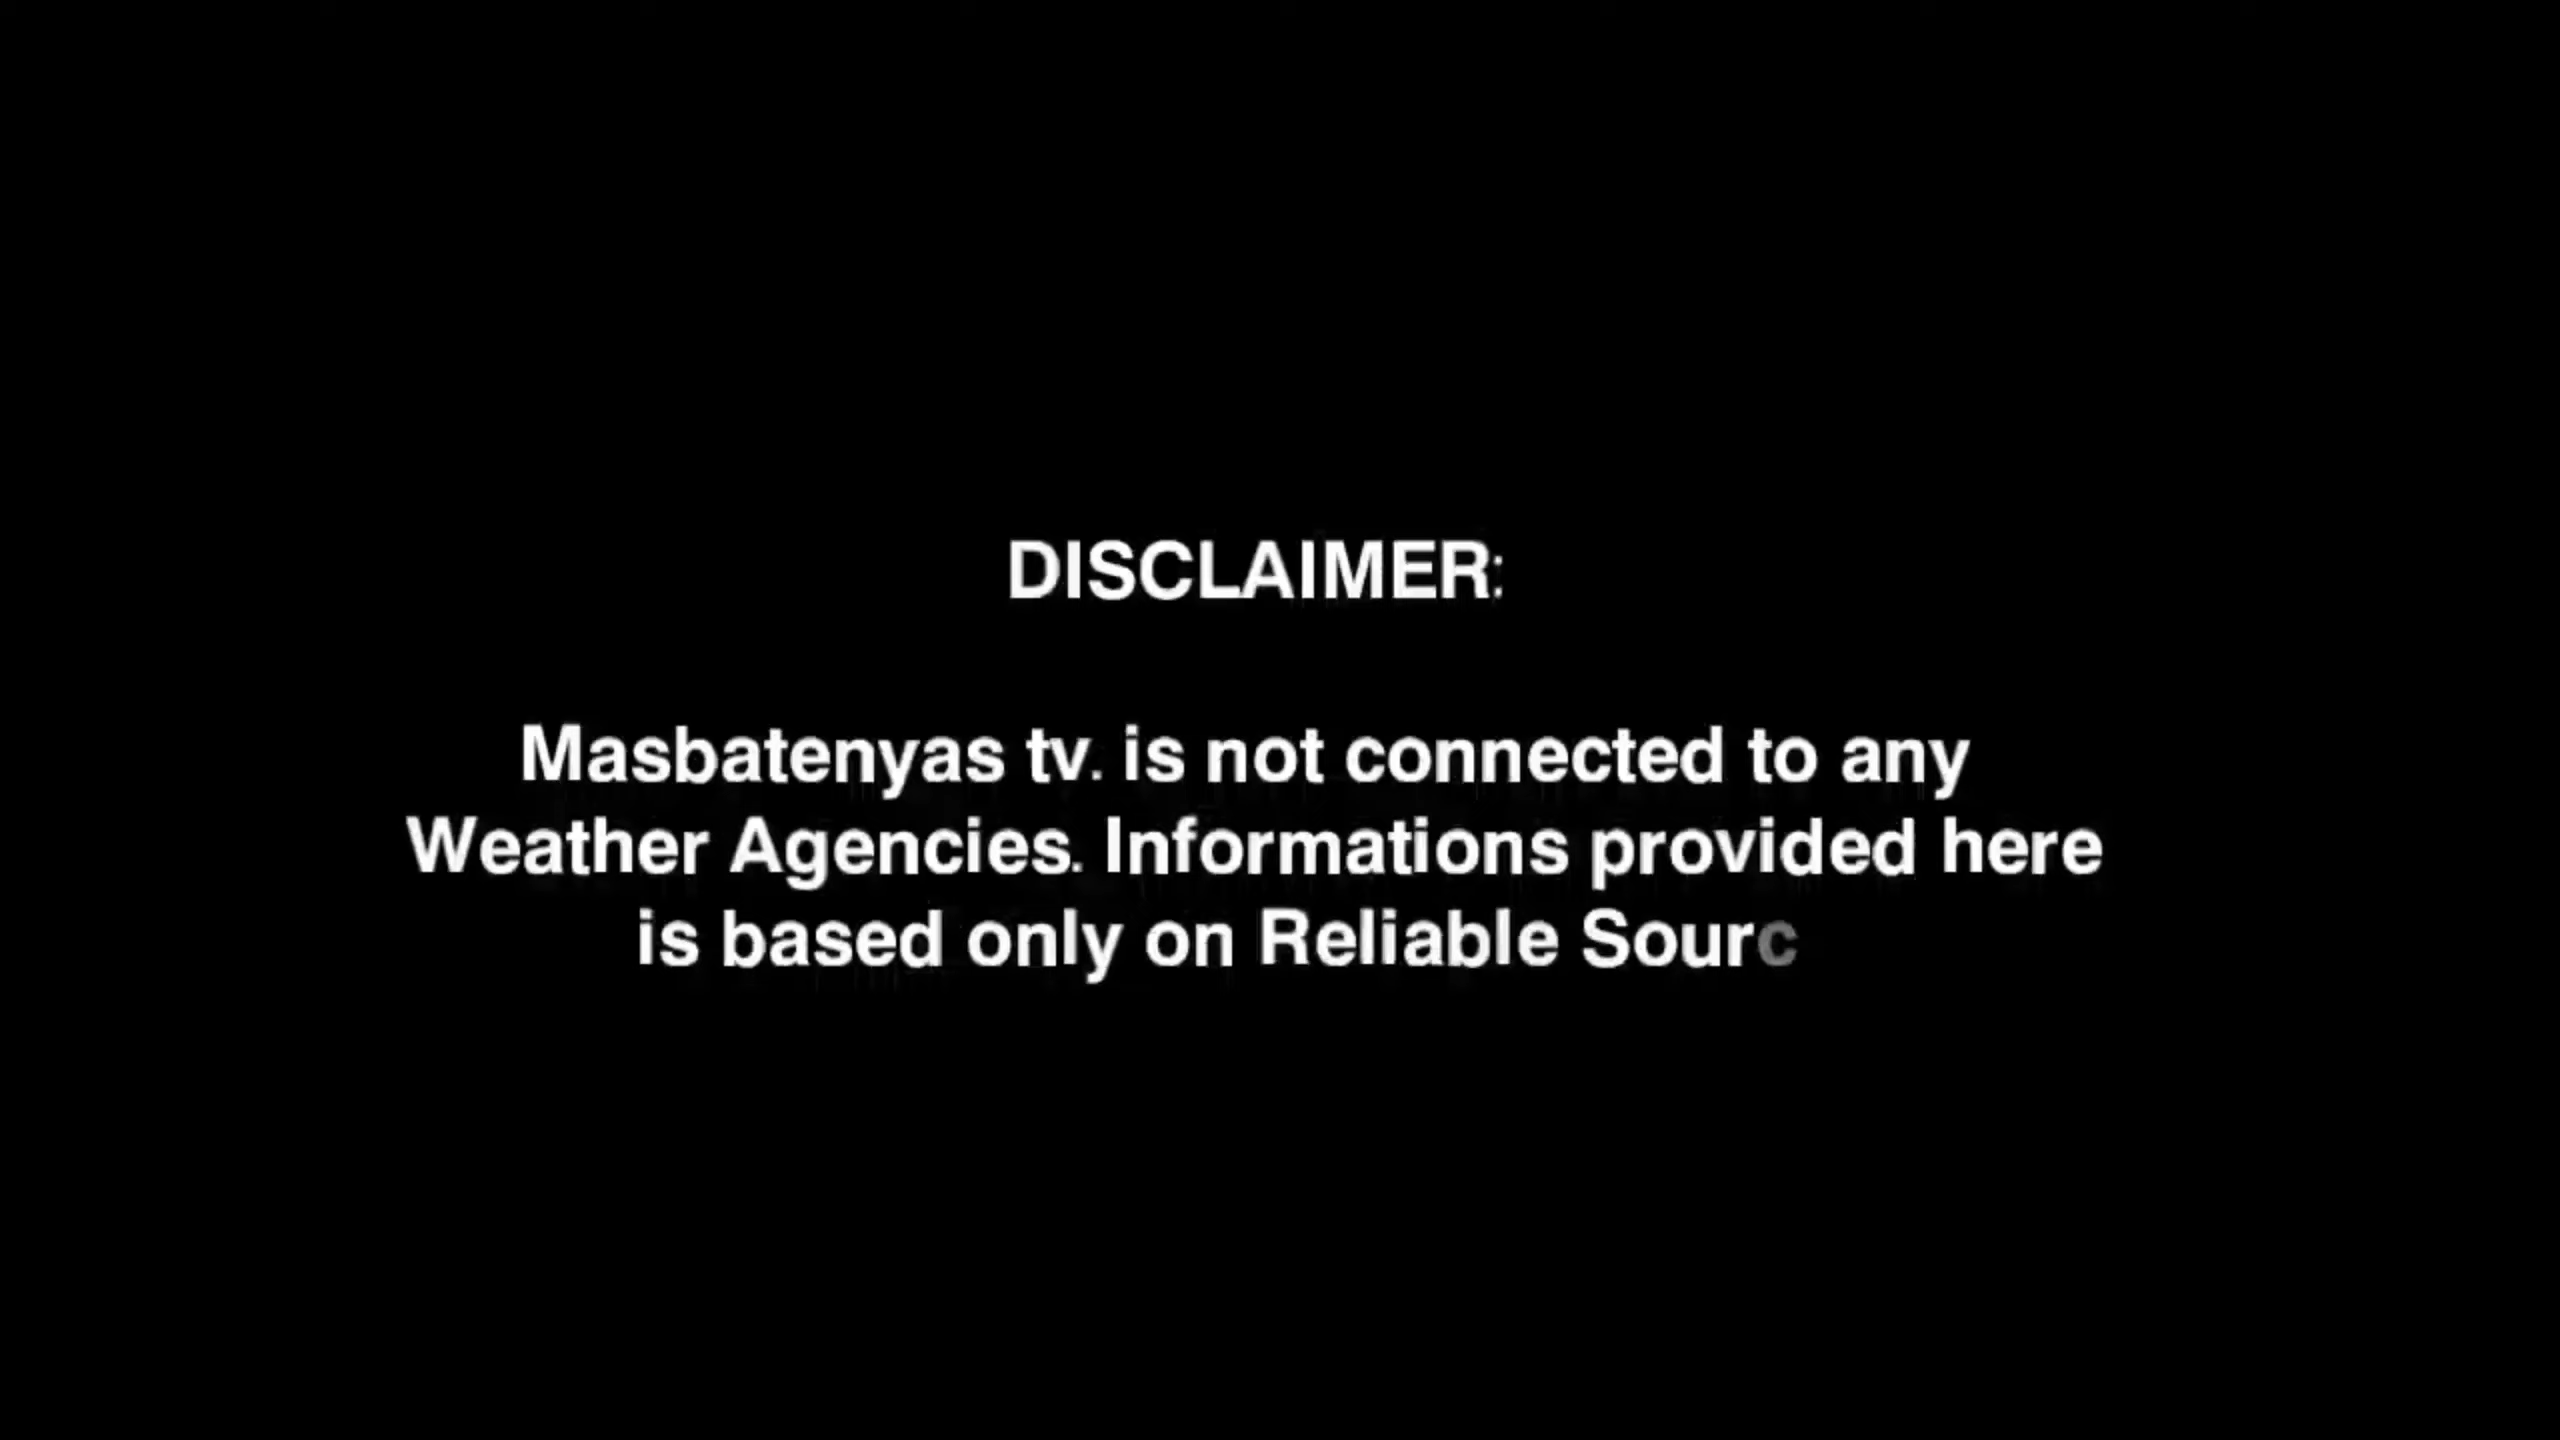 DISCLAIMER:
Masbatenyas tv. is not connected to any
Weather Agencies. Informations provided here
is based only on Reliable Sourc